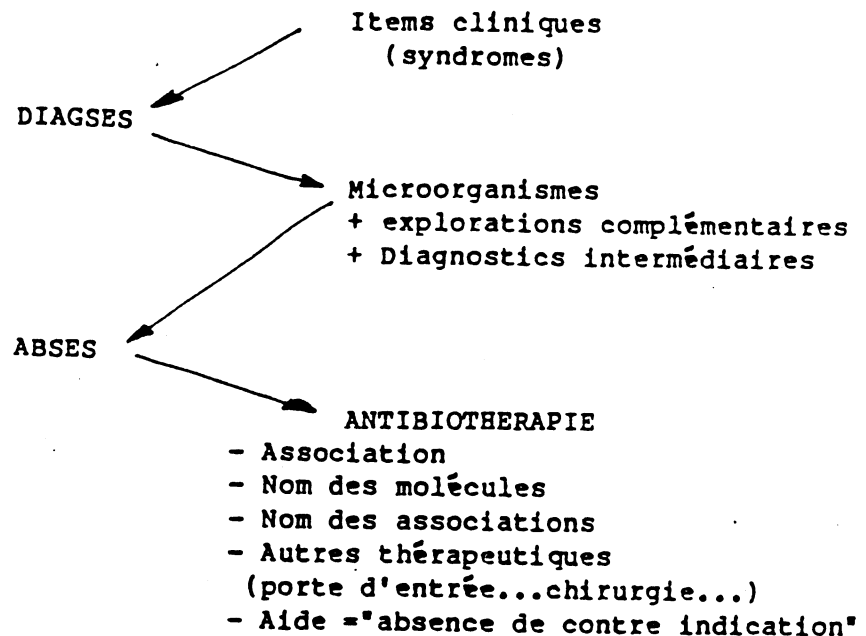 Items cliniques
(syndromes)
DIAGSES
Microorganismes
+ explorations complémentaires
+ Diagnostics intermédiaires
ABSES
ANTIBIOTHERAPIE
- Association
- Nom des molécules
- Nom des associations
- Autres thérapeutiques
(porte d'entrée...chirurgie...)
- Aide ="absence de contre indication"